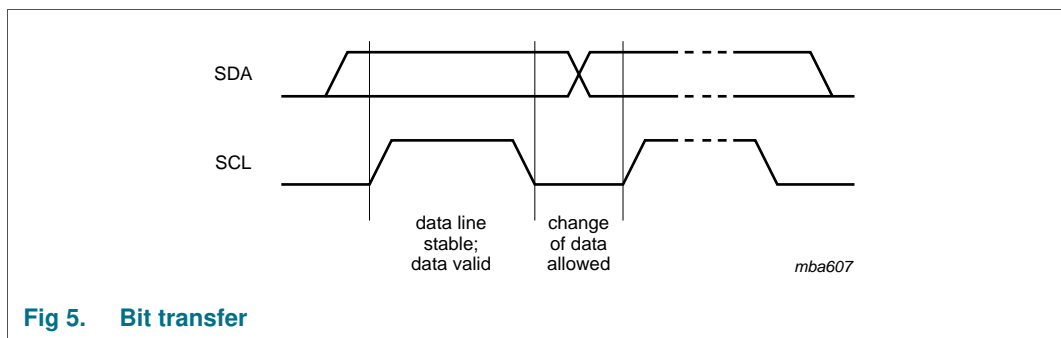 SDA
SCL
data line
stable;
data valid
change
of data
allowed
mba607
Fig 5. Bit transfer